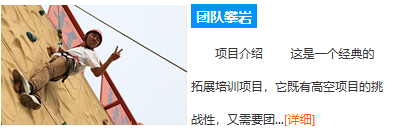 团队攀岩
项目介绍 这是一个经典的
拓展培训项目，它既有高空项目的挑
战性，又需要团...[详细]